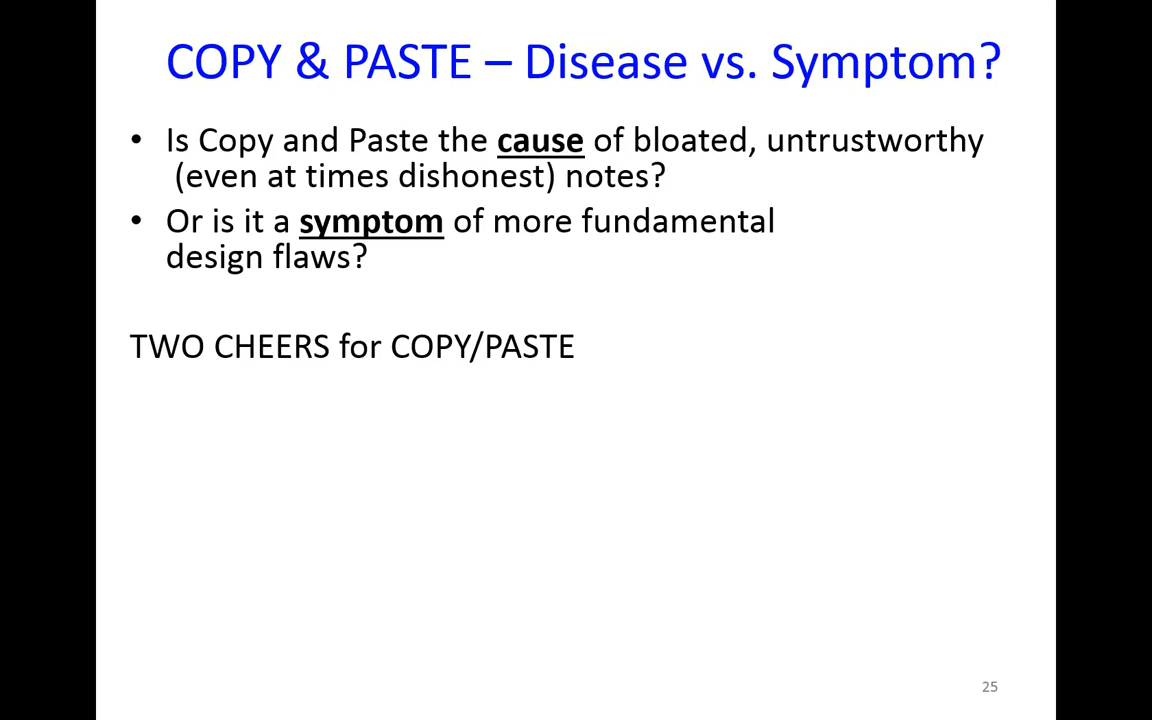 COPY & PASTE – Disease vs. Symptom?
• Is Copy and Paste the cause of bloated, untrustworthy
(even at times dishonest) notes?
• Or is it a symptom of more fundamental
design flaws?
TWO CHEERS for COPY/PASTE
25